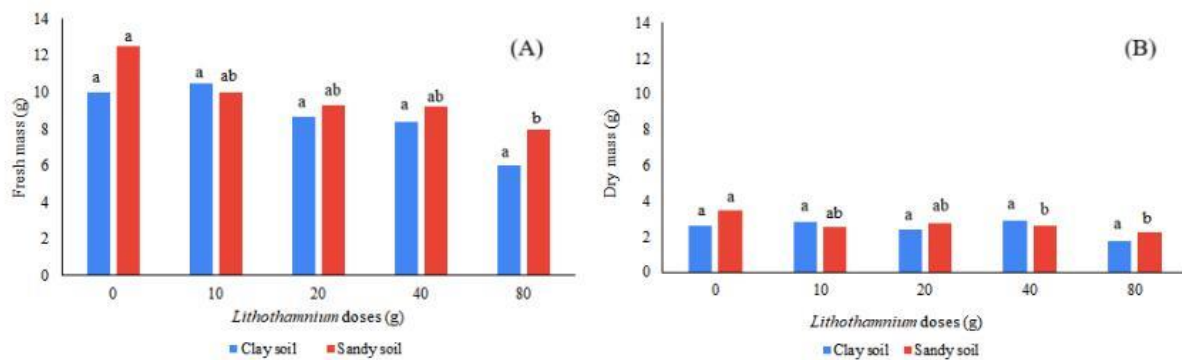 (A)
Fresh mass (g)
14
12
10
8
6
4
2
0
a a
a ab
a ab
a ab
a b
0 10 20 40 80
Lithothamnium doses (g)
Clay soil Sandy soil
(B)
Dry mass (g)
14
12
10
8
6
4
2
0
a a
a ab
a ab
a b
a b
0 10 20 40 80
Lithothamnium doses (g)
Clay soil Sandy soil